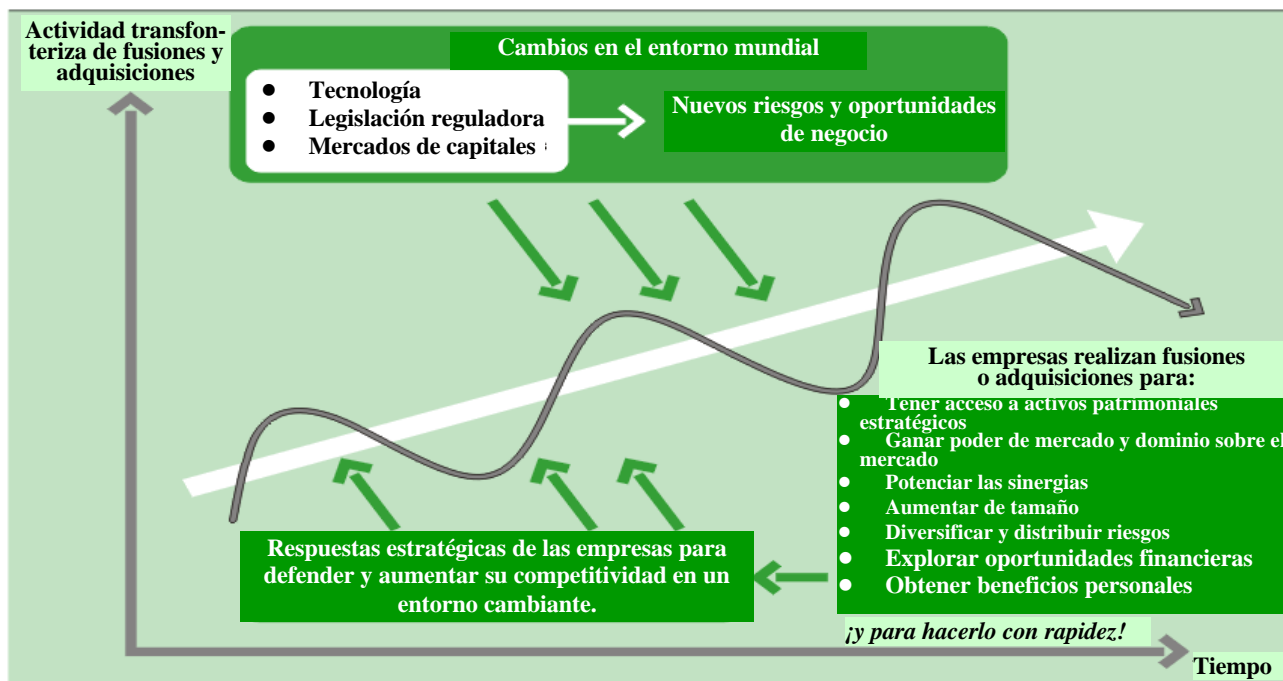 Actividad transfon-
teriza de fusiones y
adquisiciones
Cambios en el entorno mundial
● Tecnología
● Legislación reguladora
● Mercados de capitales
Nuevos riesgos y oportunidades
de negocio
Las empresas realizan fusiones
o adquisiciones para:
● Tener acceso a activos patrimoniales
estratégicos
● Ganar poder de mercado y dominio sobre el
mercado
● Potenciar las sinergias
● Aumentar de tamaño
● Diversificar y distribuir riesgos
● Explorar oportunidades financieras
● Obtener beneficios personales
Respuestas estratégicas de las empresas para
defender y aumentar su competitividad en un
entorno cambiante.
¡y para hacerlo con rapidez!
Tiempo